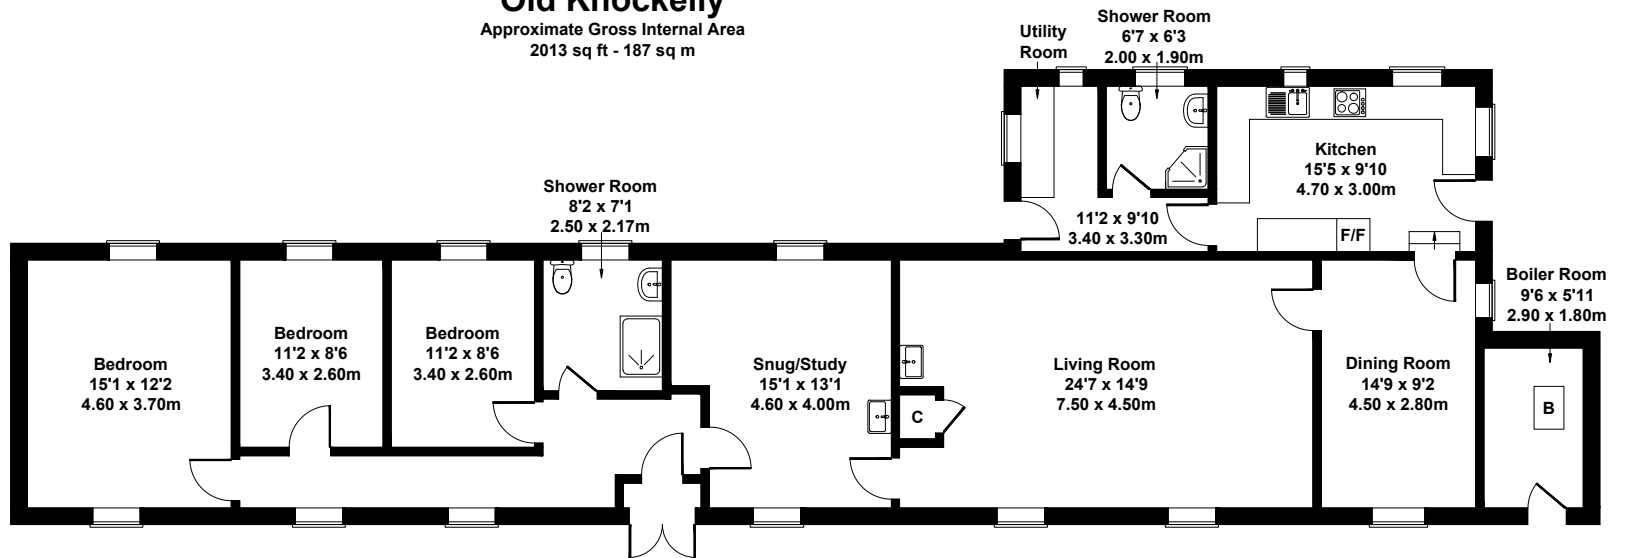 Old Knockelly
Approximate Gross Internal Area
2013 sq ft - 187 sq m
Utility
Room
Shower Room
6'7 x 6'3
2.00 x 1.90m
Kitchen
15'5 x 9'10
4.70 x 3.00m
11'2 x 9'10
3.40 x 3.30m
F/F
Shower Room
8'2 x 7'1
2.50 x 2.17m
Boiler Room
9'6 x 5'11
2.90 x 1.80m
Bedroom
15'1 x 12'2
4.60 x 3.70m
Bedroom
11'2 x 8'6
3.40 x 2.60m
Bedroom
11'2 x 8'6
3.40 x 2.60m
Snug/Study
15'1 x 13'1
4.60 x 4.00m
C
Living Room
24'7 x 14'9
7.50 x 4.50m
Dining Room
14'9 x 9'2
4.50 x 2.80m
B